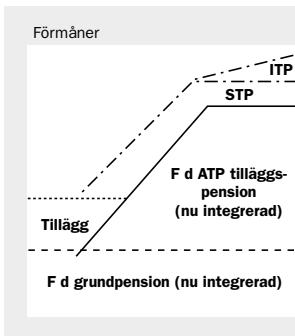 Förmåner
ITP
STP
F d ATP tilläggs-
pension
(nu integrerad)
Tillägg
F d grundpension (nu integrerad)